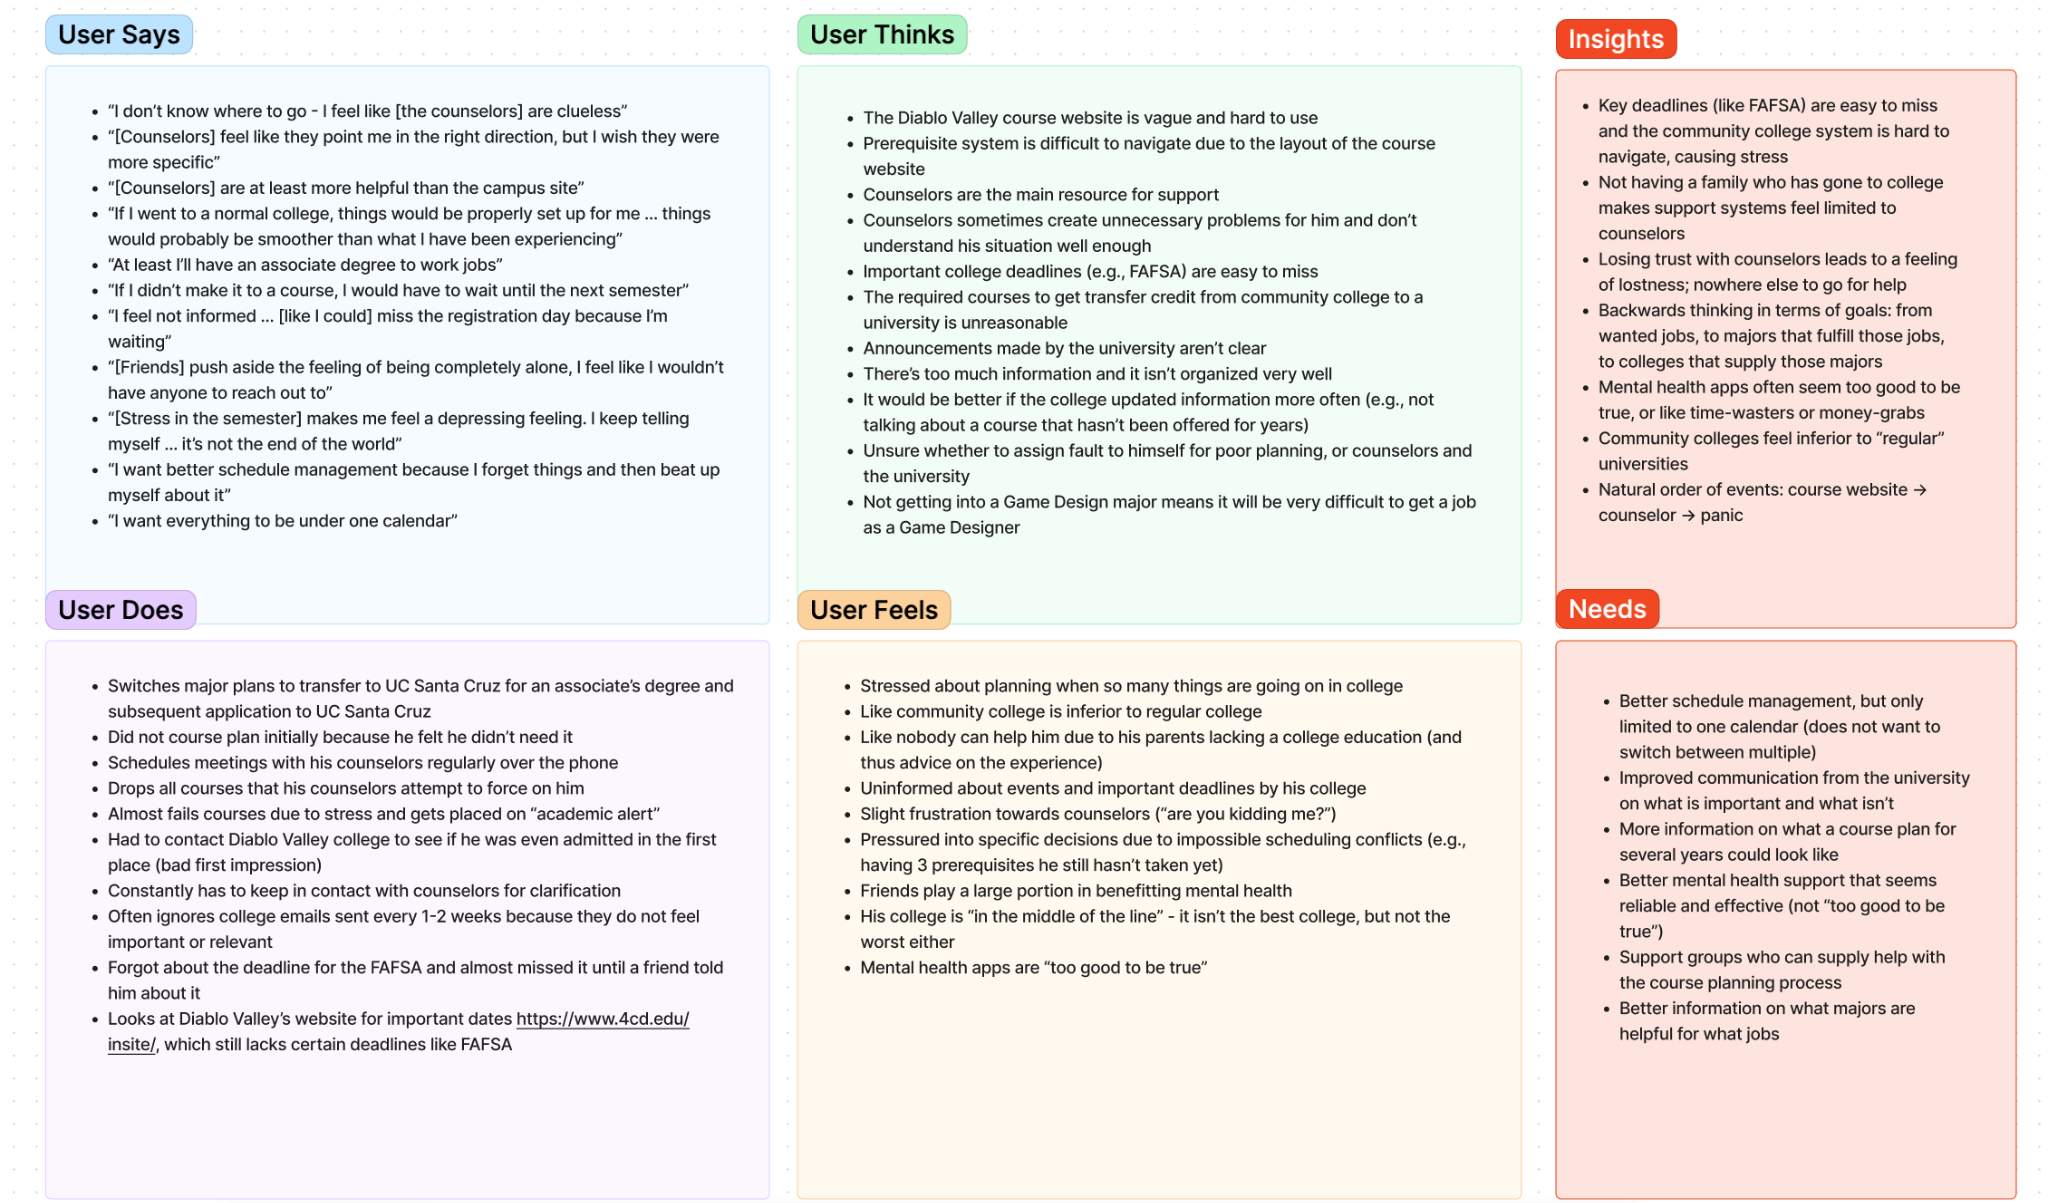 User Says
• “I don’t know where to go - I feel like [the counselors] are clueless”
• “[Counselors] feel like they point me in the right direction, but I wish they were
more specific”
• “[Counselors] are at least more helpful than the campus site”
• “If I went to a normal college, things would be properly set up for me ... things
would probably be smoother than what I have been experiencing”
• “At least I’ll have an associate degree to work jobs”
• “If I didn’t make it to a course, I would have to wait until the next semester”
• “I feel not informed ... [like I could] miss the registration day because I’m
waiting”
• “[Friends] push aside the feeling of being completely alone, I feel like I wouldn’t
have anyone to reach out to”
• “[Stress in the semester] makes me feel a depressing feeling. I keep telling
myself ... it’s not the end of the world”
• “I want better schedule management because I forget things and then beat up
myself about it”
• “I want everything to be under one calendar”
User Thinks
• The Diablo Valley course website is vague and hard to use
• Prerequisite system is difficult to navigate due to the layout of the course
website
• Counselors are the main resource for support
• Counselors sometimes create unnecessary problems for him and don’t
understand his situation well enough
• Important college deadlines (e.g., FAFSA) are easy to miss
• The required courses to get transfer credit from community college to a
university is unreasonable
• Announcements made by the university aren’t clear
• There’s too much information and it isn’t organized very well
• It would be better if the college updated information more often (e.g., not
talking about a course that hasn’t been offered for years)
• Unsure whether to assign fault to himself for poor planning, or counselors and
the university
• Not getting into a Game Design major means it will be very difficult to get a job
as a Game Designer
Insights
• Key deadlines (like FAFSA) are easy to miss
and the community college system is hard to
navigate, causing stress
• Not having a family who has gone to college
makes support systems feel limited to
counselors
• Losing trust with counselors leads to a feeling
of lostness; nowhere else to go for help
• Backwards thinking in terms of goals: from
wanted jobs, to majors that fulfill those jobs,
to colleges that supply those majors
• Mental health apps often seem too good to be
true, or like time-wasters or money-grabs
• Community colleges feel inferior to “regular”
universities
• Natural order of events: course website →
counselor → panic
User Does
• Switches major plans to transfer to UC Santa Cruz for an associate’s degree and
subsequent application to UC Santa Cruz
• Did not course plan initially because he felt he didn’t need it
• Schedules meetings with his counselors regularly over the phone
• Drops all courses that his counselors attempt to force on him
• Almost fails courses due to stress and gets placed on “academic alert”
• Had to contact Diablo Valley college to see if he was even admitted in the first
place (bad first impression)
• Constantly has to keep in contact with counselors for clarification
• Often ignores college emails sent every 1-2 weeks because they do not feel
important or relevant
• Forgot about the deadline for the FAFSA and almost missed it until a friend told
him about it
• Looks at Diablo Valley’s website for important dates https://www.4cd.edu/
insite/, which still lacks certain deadlines like FAFSA
User Feels
• Stressed about planning when so many things are going on in college
• Like community college is inferior to regular college
• Like nobody can help him due to his parents lacking a college education (and
thus advice on the experience)
• Uninformed about events and important deadlines by his college
• Slight frustration towards counselors (“are you kidding me?”)
• Pressured into specific decisions due to impossible scheduling conflicts (e.g.,
having 3 prerequisites he still hasn’t taken yet)
• Friends play a large portion in benefitting mental health
• His college is “in the middle of the line” - it isn’t the best college, but not the
worst either
• Mental health apps are “too good to be true”
Needs
• Better schedule management, but only
limited to one calendar (does not want to
switch between multiple)
• Improved communication from the university
on what is important and what isn’t
• More information on what a course plan for
several years could look like
• Better mental health support that seems
reliable and effective (not “too good to be
true”)
• Support groups who can supply help with
the course planning process
• Better information on what majors are
helpful for what jobs